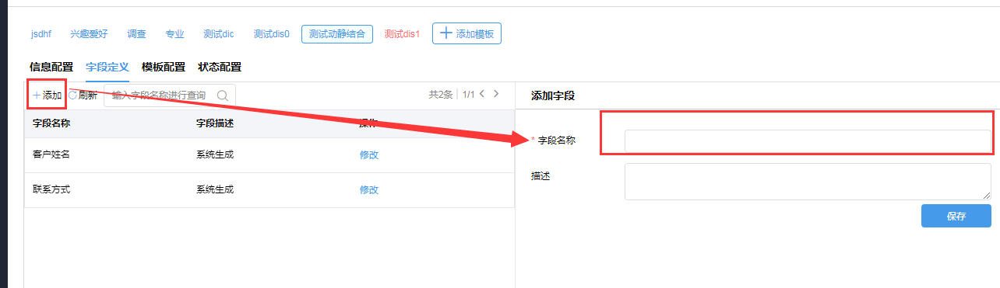 jsdhf 兴趣爱好 调查 专业 测试dic 测试dis0 测试动静结合 测试dis1 添加模板
信息配置 字段定义 模板配置 状态配置
添加 刷新 输入字段名称进行查询 共2条 1/1
字段名称 字段描述 操作
客户姓名 系统生成 修改
联系方式 系统生成 修改
添加字段
* 字段名称
描述
保存